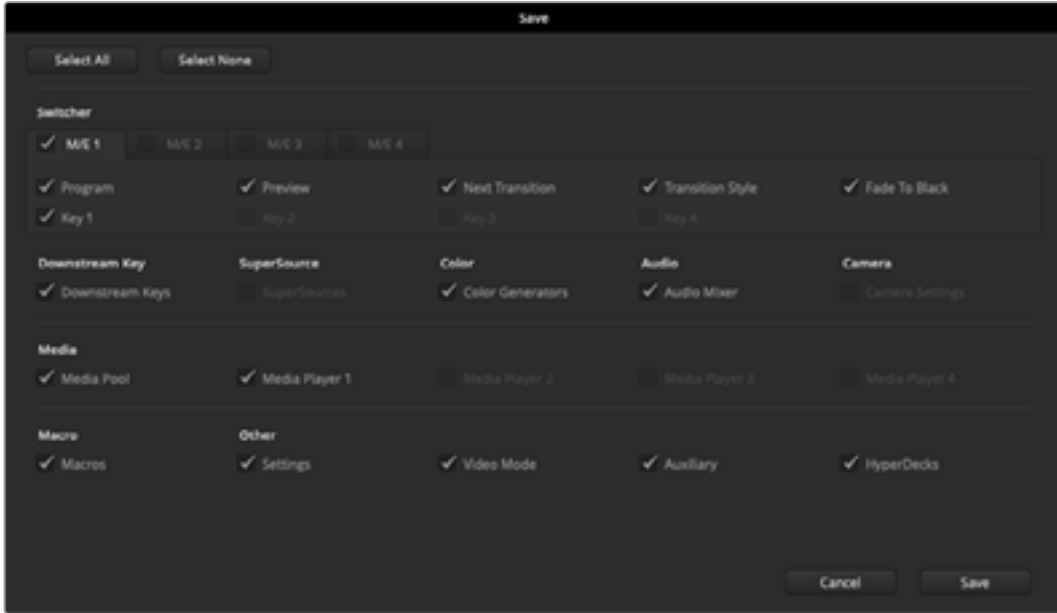 Save
Select All Select None
Switcher
M/E 1 M/E 2 M/E 3 M/E 4
Program Preview Next Transition Transition Style Fade To Black
Key 1 Key 2 Key 3 Key 4
Downstream Key SuperSource Color Audio Camera
Downstream Keys SuperSources Color Generators Audio Mixer Camera Settings
Media
Media Pool Media Player 1 Media Player 2 Media Player 3 Media Player 4
Macro Other
Macros Settings Video Mode Auxiliary HyperDecks
Cancel Save